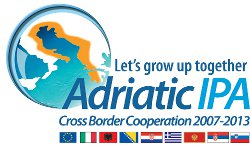 Let's grow up together
Adriatic IPA
Cross Border Cooperation 2007-2013